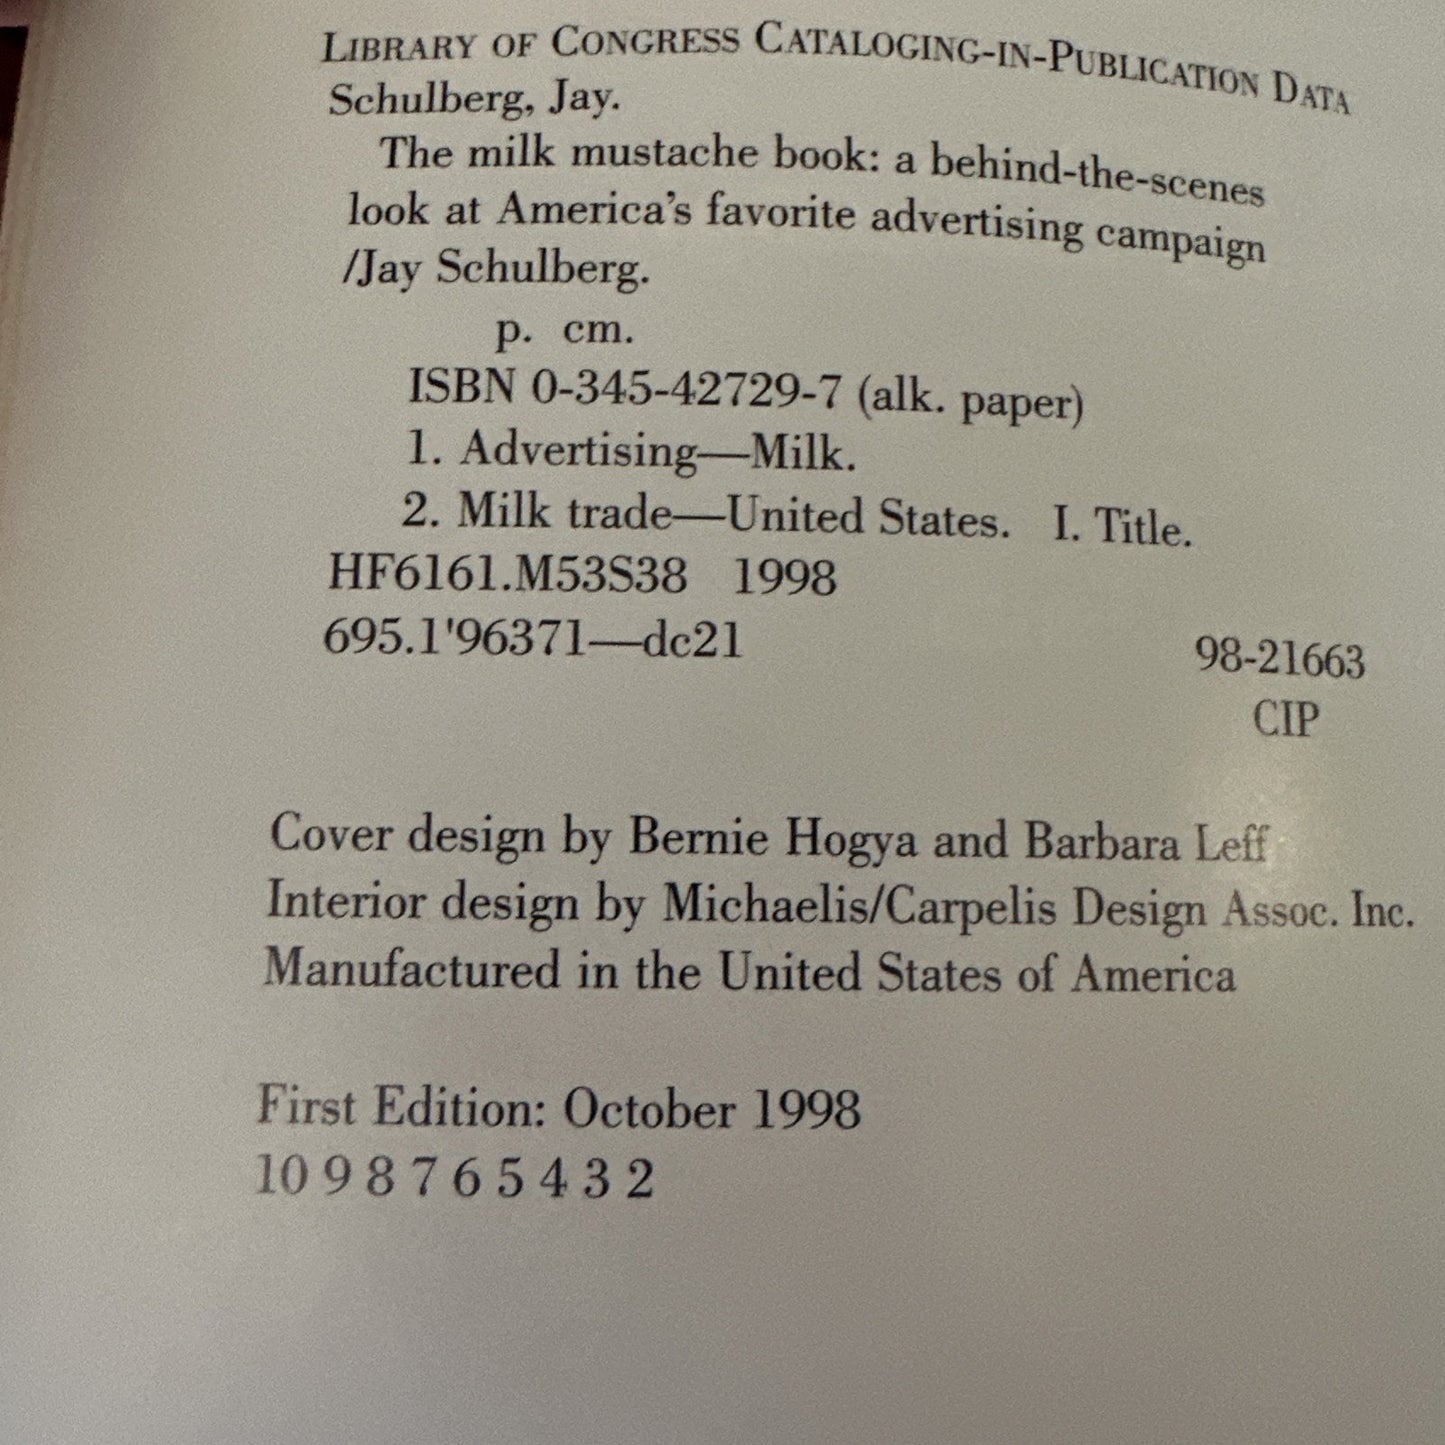 LIBRARY OF CONGRESS CATALOGING-IN-PUBLICATION DATA
Schulberg, Jay.
The milk mustache book: a behind-the-scenes
look at America's favorite advertising campaign
/Jay Schulberg.
p. cm.
ISBN 0-345-42729-7 (alk. paper)
1. Advertising—Milk.
2. Milk trade—United States. I. Title.
HF6161.M53S38 1998
695.1'96371—dc21
98-21663
CIP
Cover design by Bernie Hogya and Barbara Leff
Interior design by Michaelis/Carpelis Design Assoc. Inc.
Manufactured in the United States of America
First Edition: October 1998
10 9 8 7 6 5 4 3 2